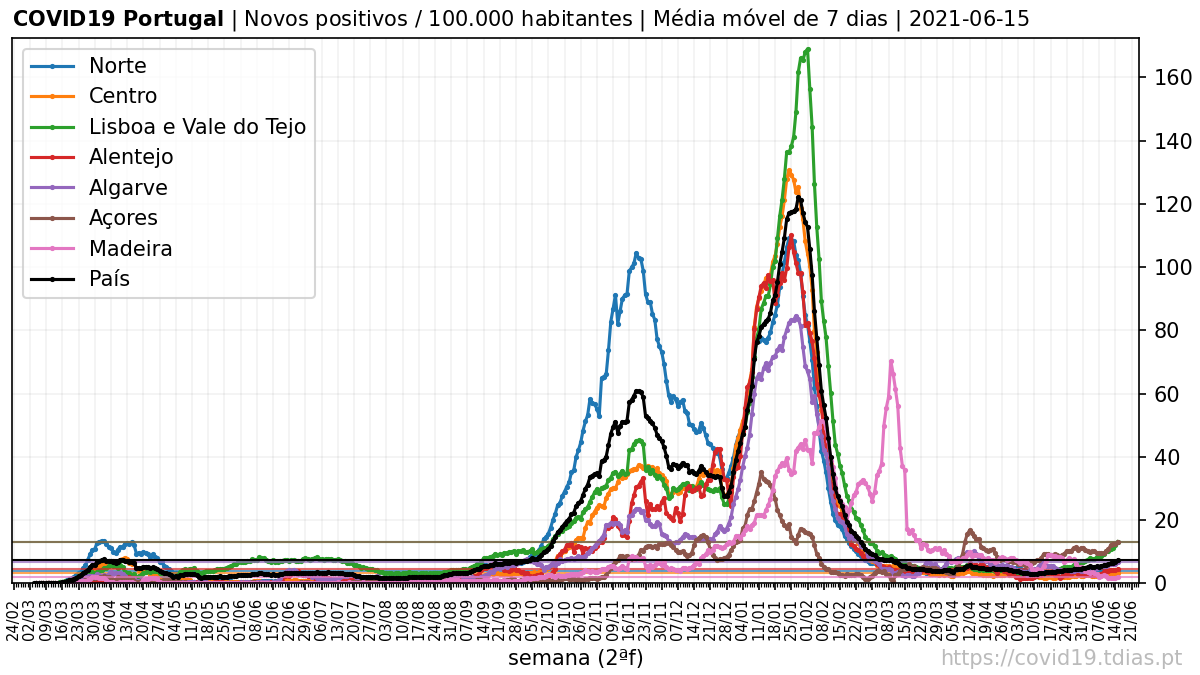 COVID19 Portugal | Novos positivos / 100.000 habitantes | Média móvel de 7 dias | 2021-06-15
Norte
Centro
Lisboa e Vale do Tejo
Alentejo
Algarve
Açores
Madeira
País
160
140
120
100
80
60
40
20
0
24/02 02/03 09/03 16/03 23/03 30/03 06/04 13/04 20/04 27/04 04/05 11/05 18/05 25/05 01/06 08/06 15/06 22/06 29/06 06/07 13/07 20/07 27/07 03/08 10/08 17/08 24/08 31/08 07/09 14/09 21/09 28/09 05/10 12/10 19/10 26/10 02/11 09/11 16/11 23/11 30/11 07/12 14/12 21/12 28/12 04/01 11/01 18/01 25/01 01/02 08/02 15/02 22/02 01/03 08/03 15/03 22/03 29/03 05/04 12/04 19/04 26/04 03/05 10/05 17/05 24/05 31/05 07/06 14/06 21/06
semana (2ªf)
https://covid19.tdias.pt